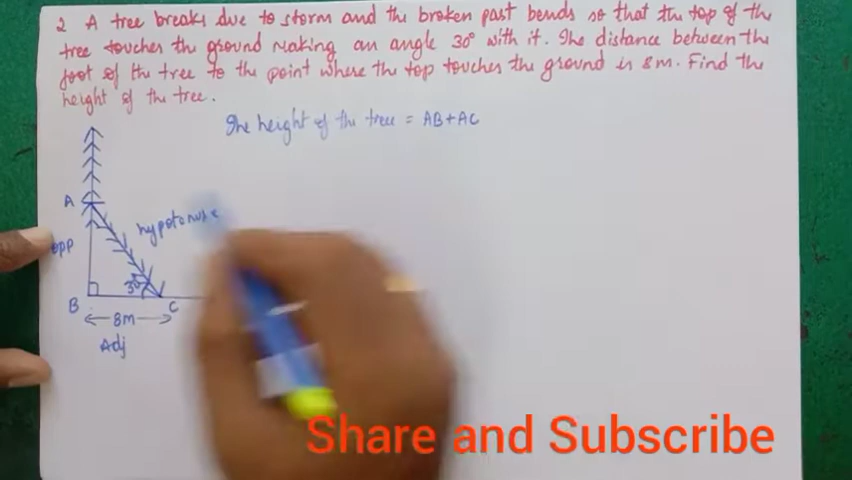 2 A tree breaks due to storm and the broken part bends so that the top of the
tree touches the ground making an angle 30° with it. The distance between the
foot of the tree to the point where the top touches the ground is 8m. Find the
height of the tree.
The height of the tree = AB+AC
A
hypotenuse
opp
30
B
C
8m
Adj
Share and Subscribe